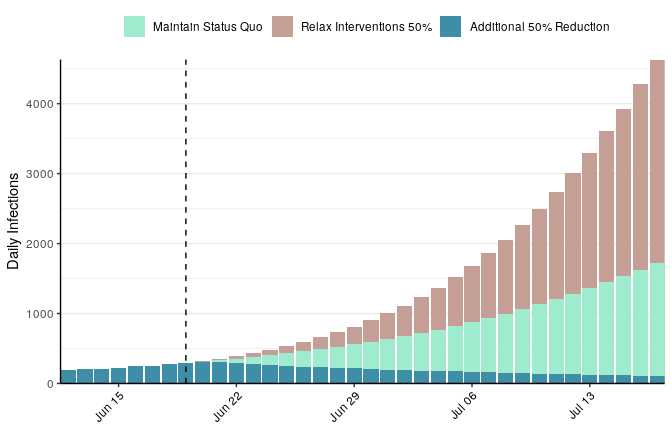 Maintain Status Quo Relax Interventions 50% Additional 50% Reduction
Daily Infections
4000
3000
2000
1000
0
Jun 15 Jun 22 Jun 29 Jul 06 Jul 13